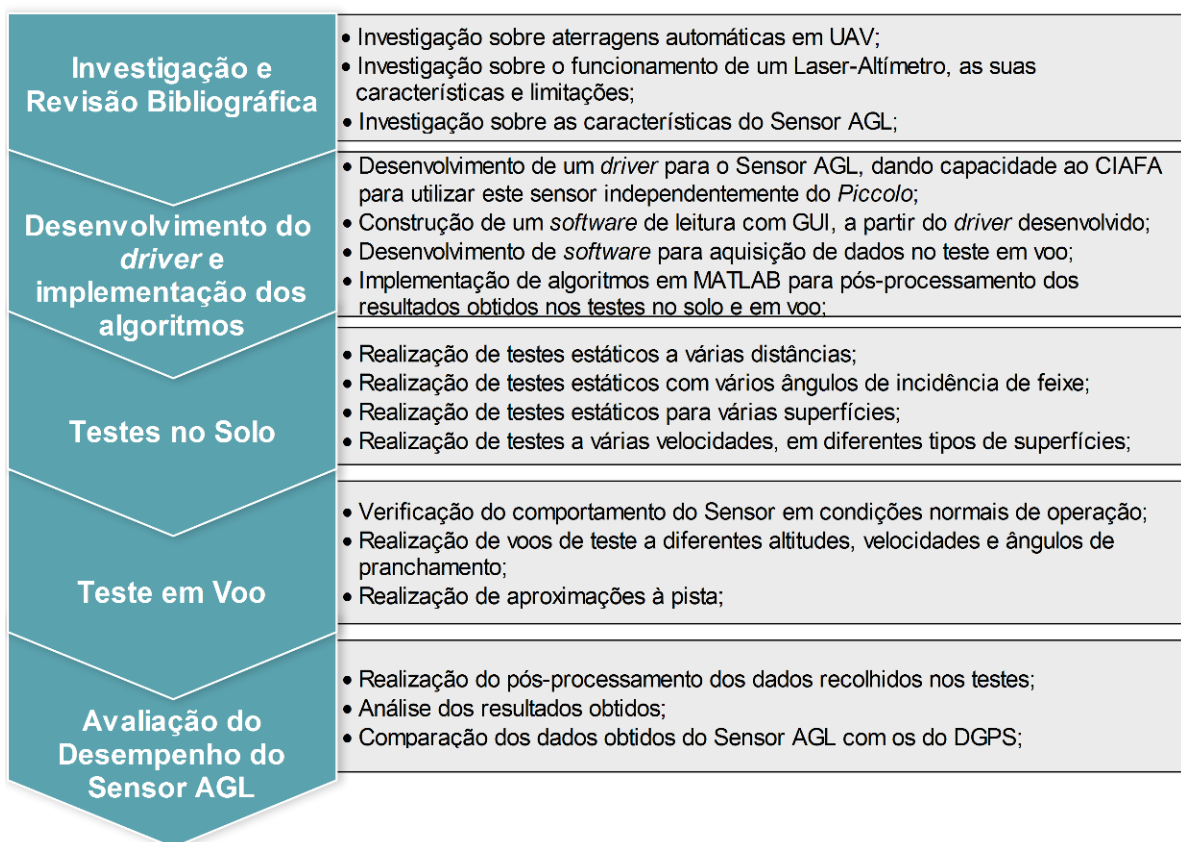 Investigação e
Revisão Bibliográfica
• Investigação sobre aterragens automáticas em UAV;
• Investigação sobre o funcionamento de um Laser-Altímetro, as suas
características e limitações;
• Investigação sobre as características do Sensor AGL;
Desenvolvimento do
driver e
implementação dos
algoritmos
• Desenvolvimento de um driver para o Sensor AGL, dando capacidade ao CIAFA
para utilizar este sensor independentemente do Piccolo;
• Construção de um software de leitura com GUI, a partir do driver desenvolvido;
• Desenvolvimento de software para aquisição de dados no teste em voo;
• Implementação de algoritmos em MATLAB para pós-processamento dos
resultados obtidos nos testes no solo e em voo;
Testes no Solo
• Realização de testes estáticos a várias distâncias;
• Realização de testes estáticos com vários ângulos de incidência de feixe;
• Realização de testes estáticos para várias superfícies;
• Realização de testes a várias velocidades, em diferentes tipos de superfícies;
Teste em Voo
• Verificação do comportamento do Sensor em condições normais de operação;
• Realização de voos de teste a diferentes altitudes, velocidades e ângulos de
pranchamento;
• Realização de aproximações à pista;
Avaliação do
Desempenho do
Sensor AGL
• Realização do pós-processamento dos dados recolhidos nos testes;
• Análise dos resultados obtidos;
• Comparação dos dados obtidos do Sensor AGL com os do DGPS;